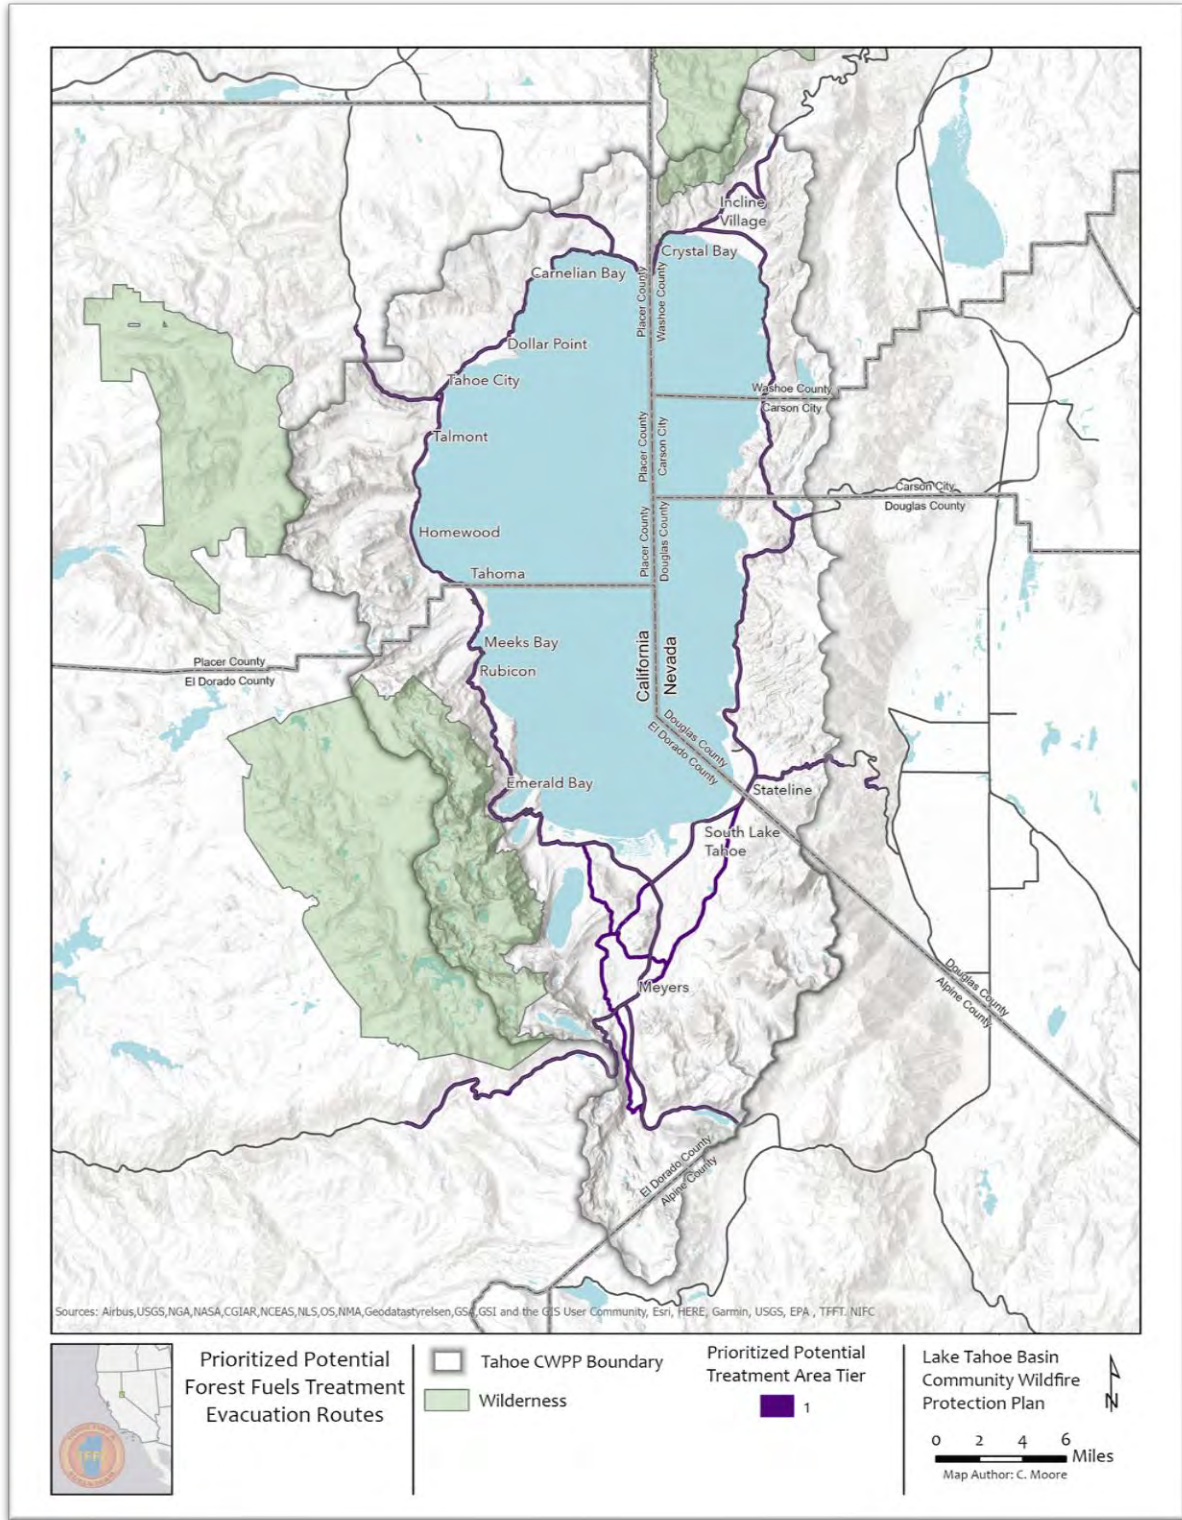 Incline
Village
Crystal Bay
Carnelian Bay
Placer County
Washoe County
Dollar Point
Tahoe City
Washoe County
Carson City
Talmont
Placer County
Carson City
Carson City
Douglas County
Homewood
Placer County
Douglas County
Tahoma
Meeks Bay
California
Nevada
Placer County
El Dorado County
Rubicon
Douglas County
El Dorado County
Emerald Bay
Stateline
South Lake
Tahoe
Meyers
Douglas County
Alpine County
El Dorado County
Alpine County
Sources: Airbus,USGS,NGA,NASA,CGIAR,NCEAS,NLS,OS,NMA,Geodatastyrelsen,GSA,GSI and the GIS User Community, Esri, HERE, Garmin, USGS, EPA , TFFT. NIFC
Prioritized Potential
Forest Fuels Treatment
Evacuation Routes
Tahoe CWPP Boundary
Wilderness
Prioritized Potential
Treatment Area Tier
1
Lake Tahoe Basin
Community Wildfire
Protection Plan
N
0 2 4 6
Miles
Map Author: C. Moore